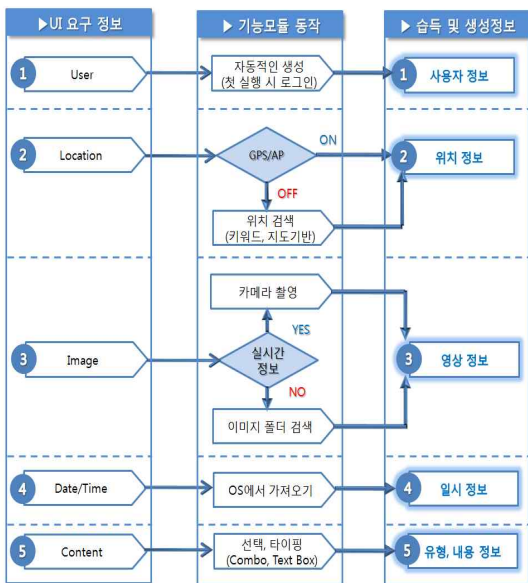 ▶UI 요구 정보
▶ 기능모듈 동작
▶ 습득 및 생성정보
1
User
자동적인 생성
(첫 실행 시 로그인)
1
사용자 정보
2
Location
GPS/AP
ON
2
위치 정보
OFF
위치 검색
(키워드, 지도기반)
카메라 촬영
YES
3
Image
실시간
정보
3
영상 정보
NO
이미지 폴더 검색
4
Date/Time
OS에서 가져오기
4
일시 정보
5
Content
선택, 타이핑
(Combo, Text Box)
5
유형, 내용 정보